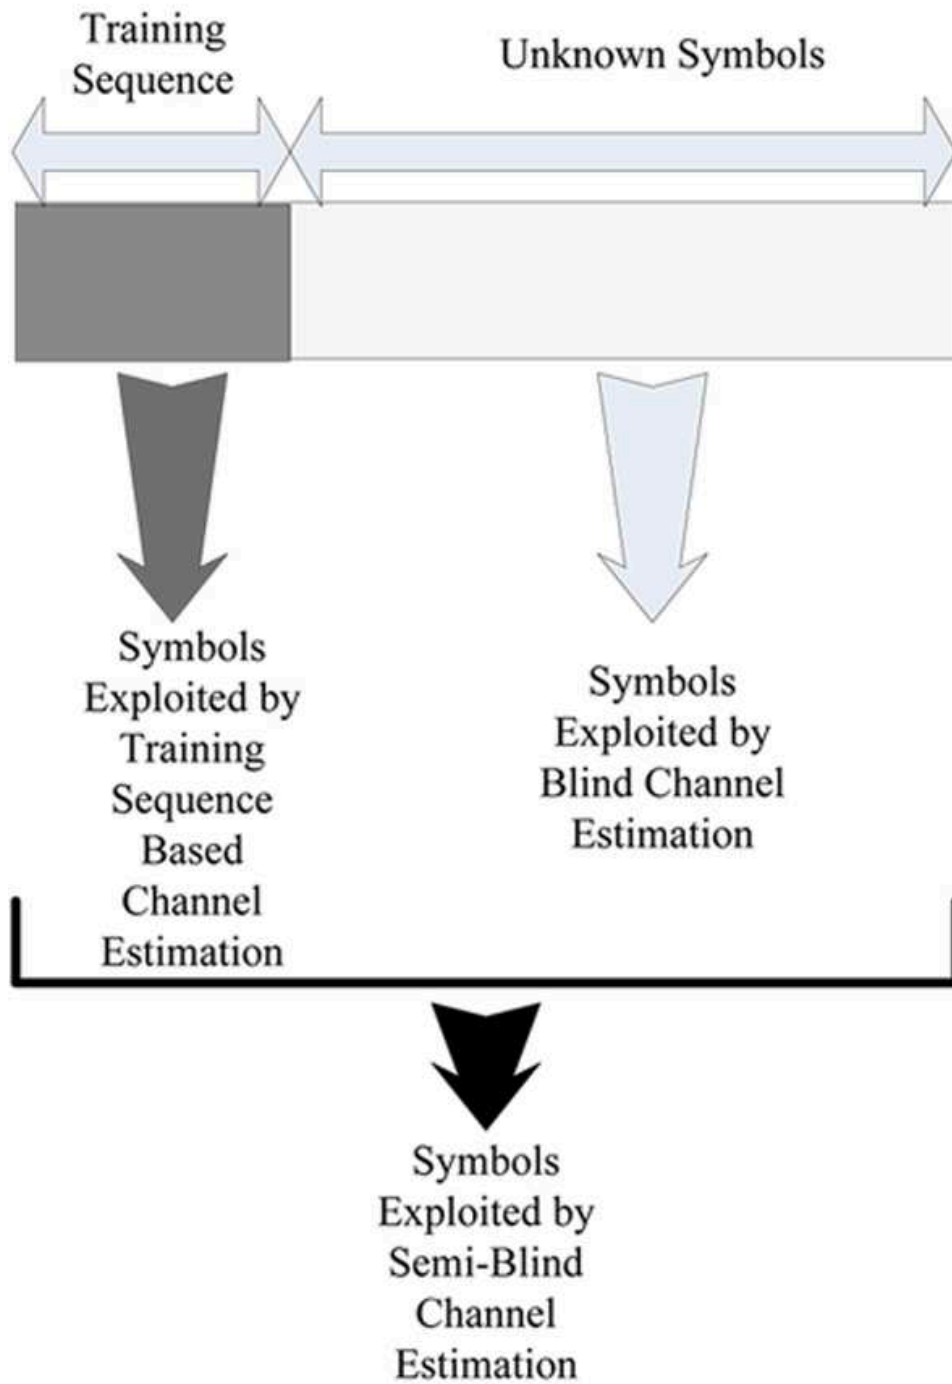 Training
Sequence
Unknown Symbols
Symbols
Exploited by
Training
Sequence
Based
Channel
Estimation
Symbols
Exploited by
Blind Channel
Estimation
Symbols
Exploited by
Semi-Blind
Channel
Estimation